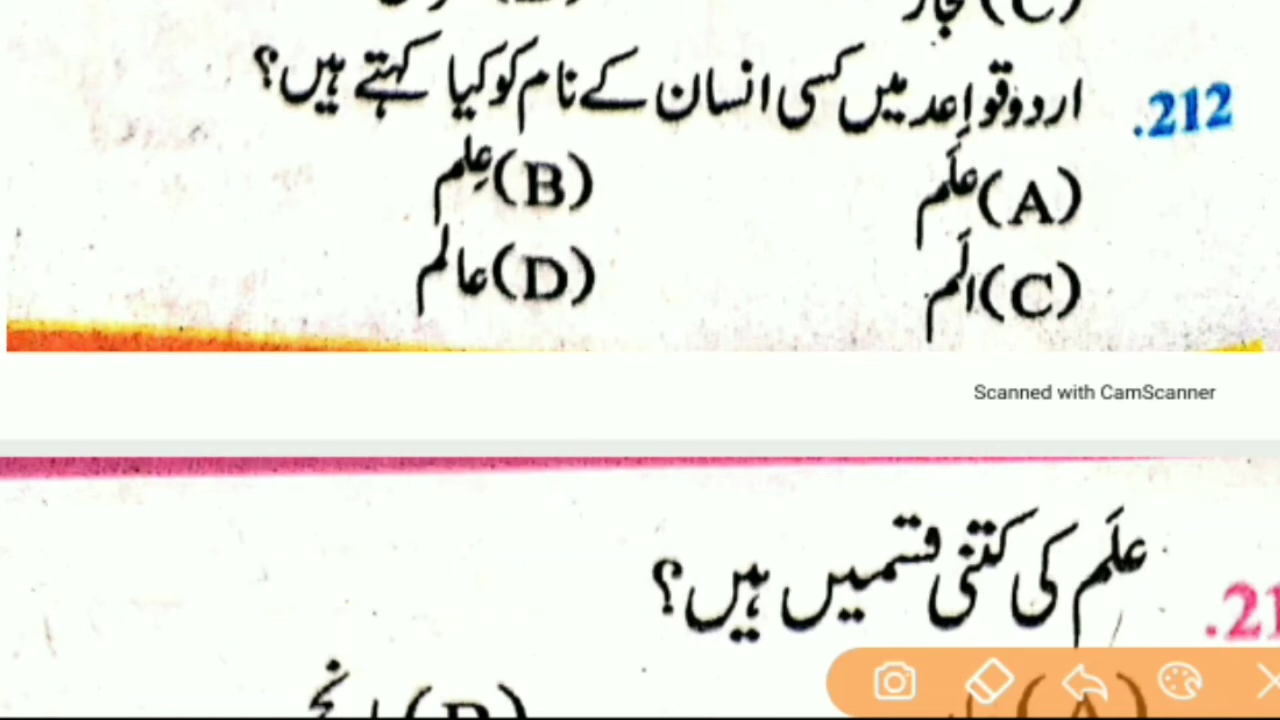 (C)
212. اردو قواعد میں کسی انسان کے نام کو کیا کہتے ہیں؟
(A) عَلَم (B) عِلم
(C) الَم (D) عالم
Scanned with CamScanner
عَلَم کی کتنی قسمیں ہیں؟
(A) (B)